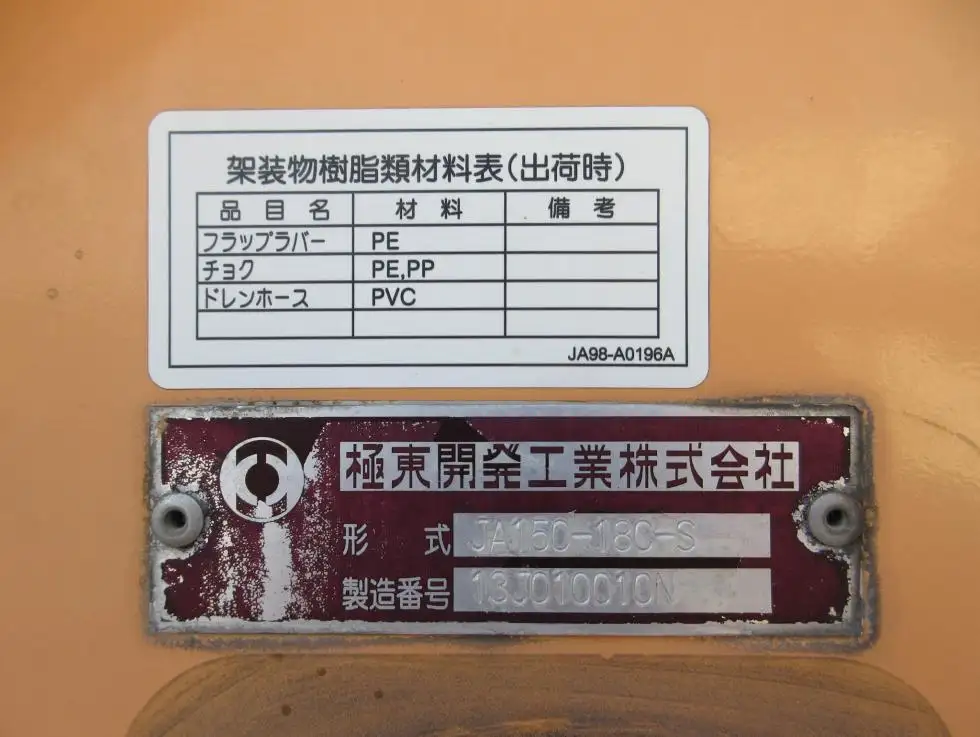 架装物樹脂類材料表(出荷時)
品目名 材料 備考
フラップラバー PE
チョク PE,PP
ドレンホース PVC
JA98-A0196A
極東開発工業株式会社
形式 JA15C-18C-S
製造番号 13J010010N